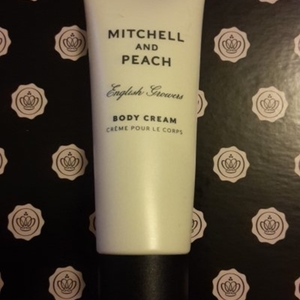 MITCHELL
AND
PEACH
English Growers
BODY CREAM
CRÈME POUR LE CORPS